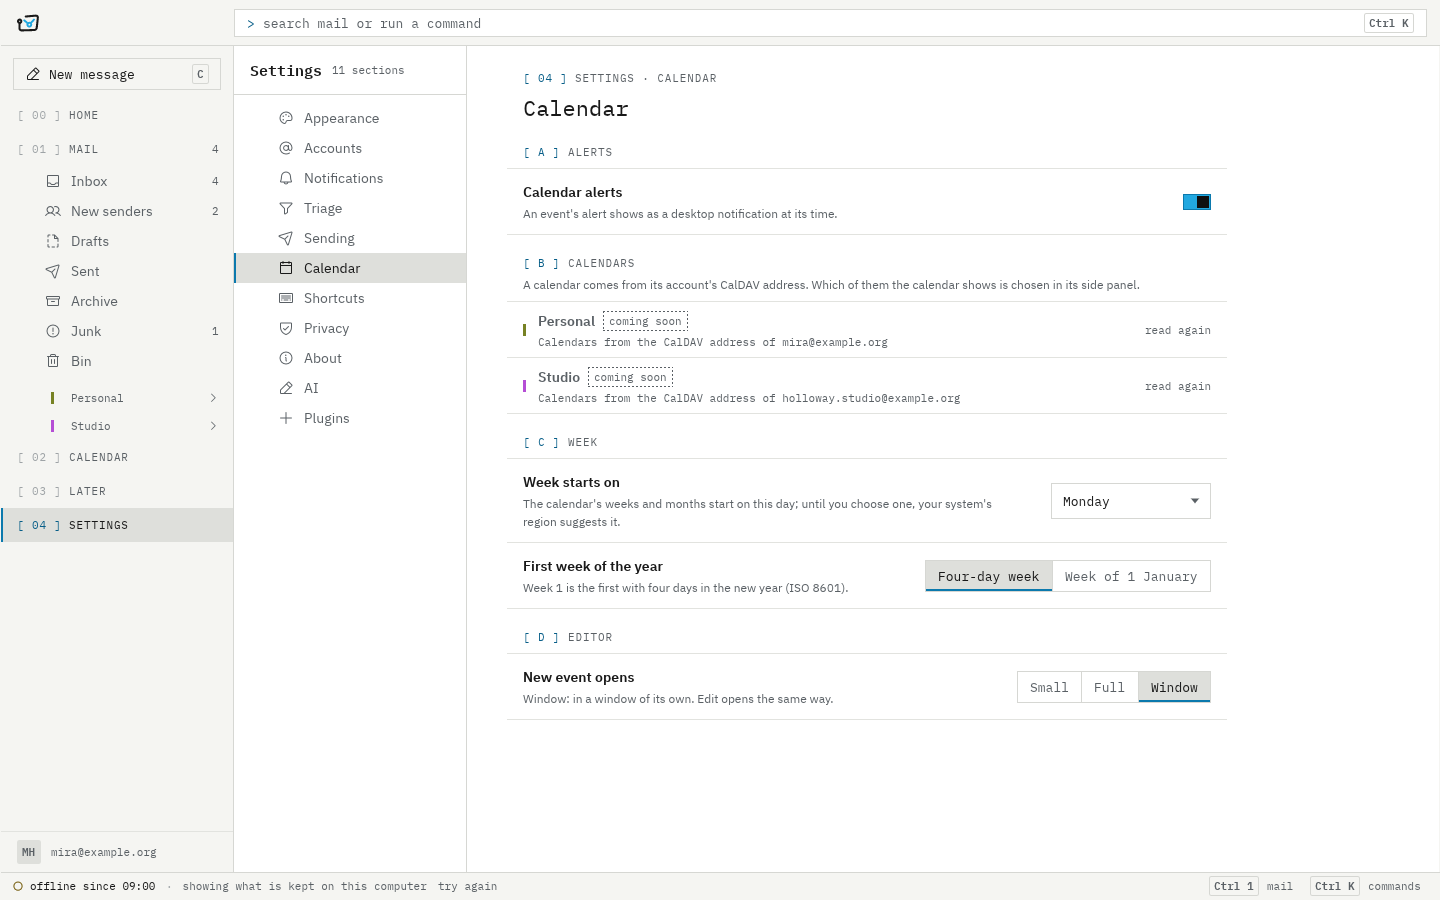 > search mail or run a command
Ctrl K
New message C
[ 00 ] HOME
[ 01 ] MAIL 4
Inbox 4
New senders 2
Drafts
Sent
Archive
Junk 1
Bin
Personal
Studio
[ 02 ] CALENDAR
[ 03 ] LATER
[ 04 ] SETTINGS
MH mira@example.org
Settings 11 sections
Appearance
Accounts
Notifications
Triage
Sending
Calendar
Shortcuts
Privacy
About
AI
Plugins
[ 04 ] SETTINGS · CALENDAR
Calendar
[ A ] ALERTS
Calendar alerts
An event's alert shows as a desktop notification at its time.
[ B ] CALENDARS
A calendar comes from its account's CalDAV address. Which of them the calendar shows is chosen in its side panel.
Personal coming soon
Calendars from the CalDAV address of mira@example.org
read again
Studio coming soon
Calendars from the CalDAV address of holloway.studio@example.org
read again
[ C ] WEEK
Week starts on
The calendar's weeks and months start on this day; until you choose one, your system's
region suggests it.
Monday
First week of the year
Week 1 is the first with four days in the new year (ISO 8601).
Four-day week Week of 1 January
[ D ] EDITOR
New event opens
Window: in a window of its own. Edit opens the same way.
Small Full Window
offline since 09:00 · showing what is kept on this computer try again
Ctrl 1 mail Ctrl K commands